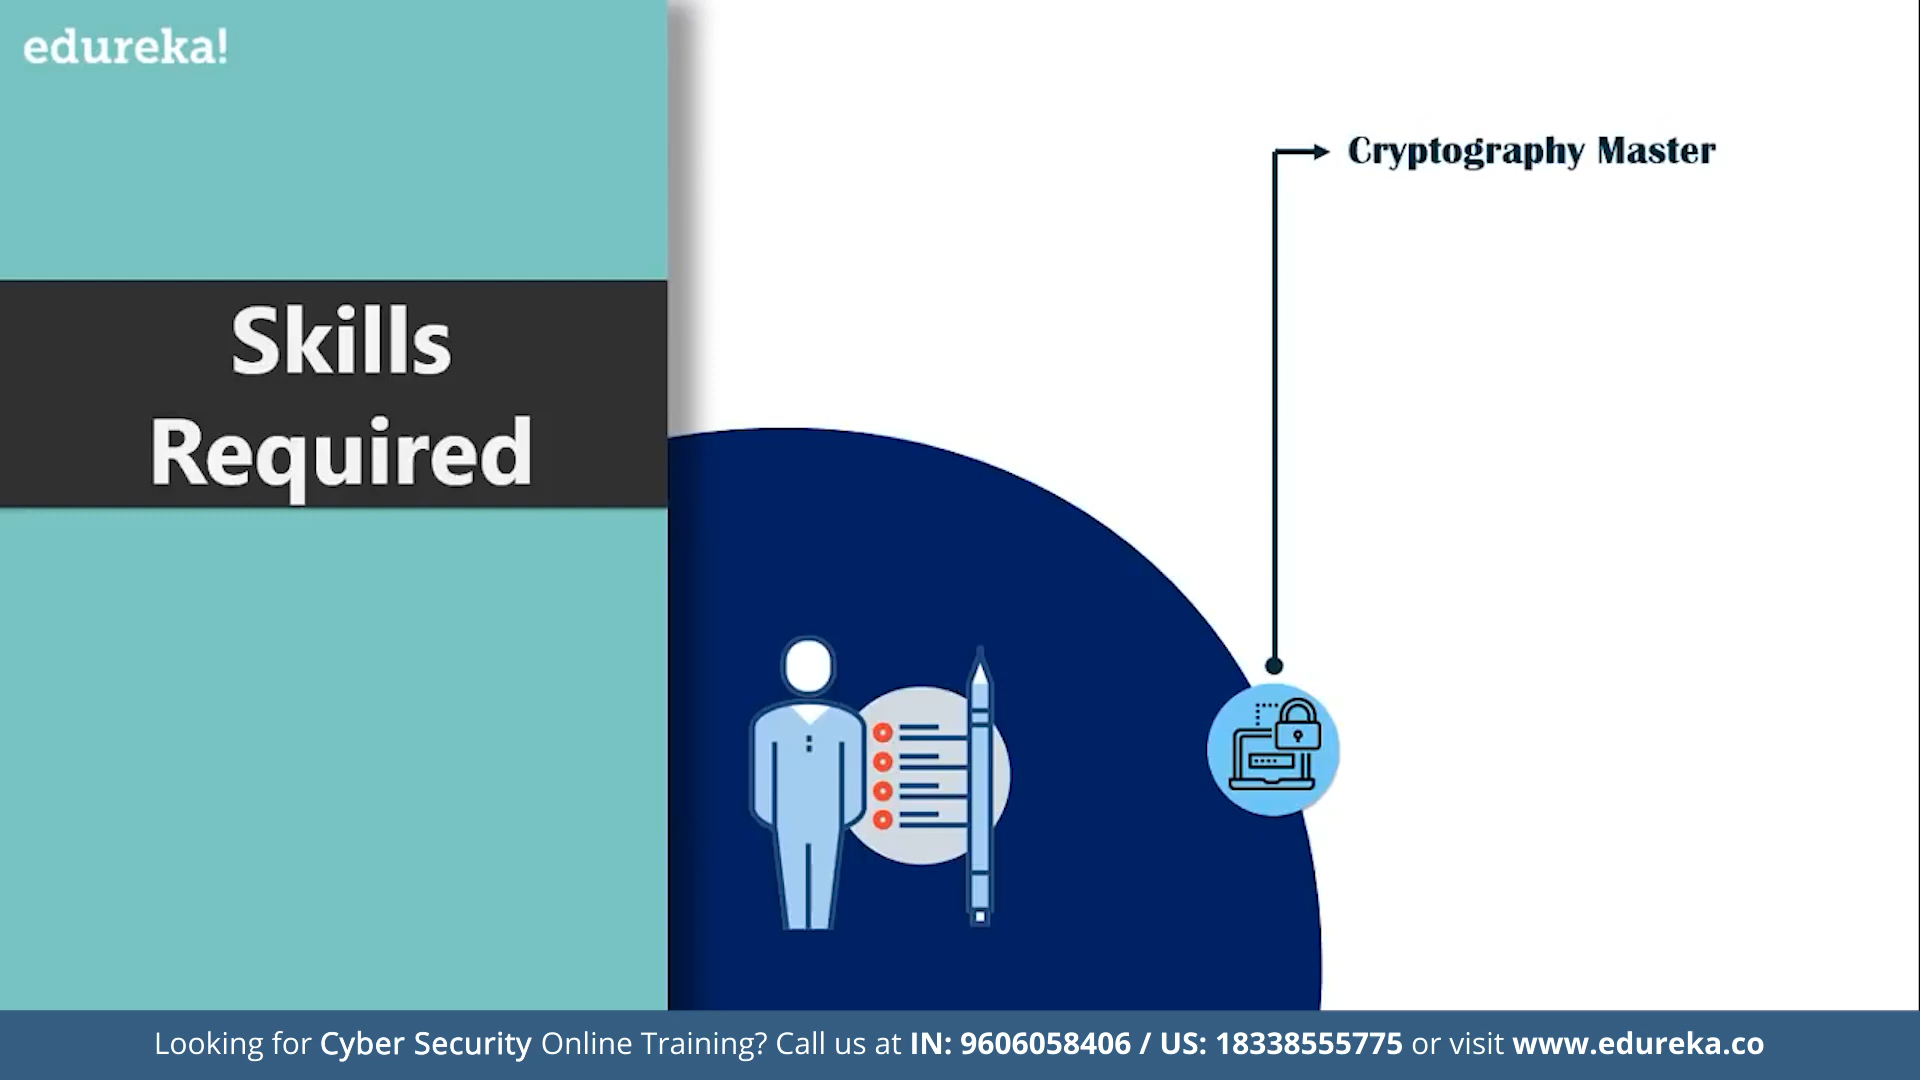 edureka!
Skills
Required
Cryptography Master
Looking for Cyber Security Online Training? Call us at IN: 9606058406 / US: 18338555775 or visit www.edureka.co